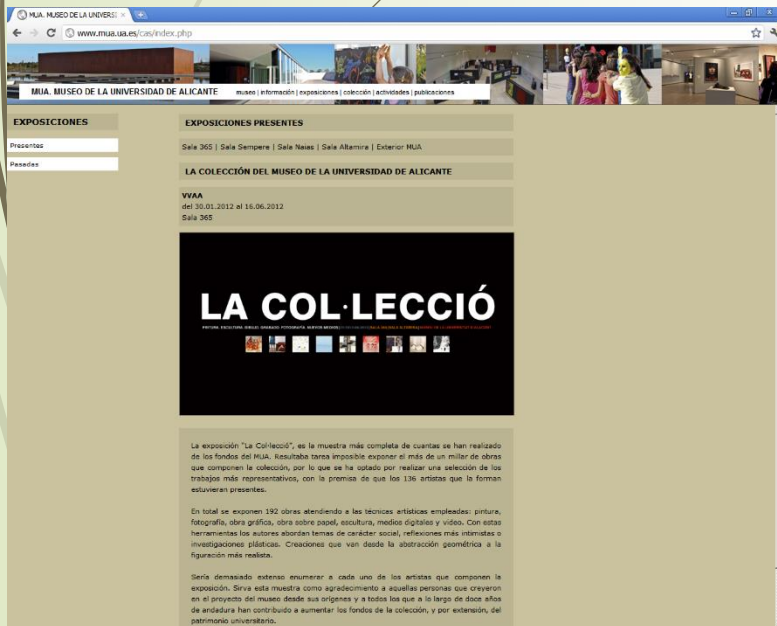 MUA. MUSEO DE LA UNIVERSI
www.mua.ua.es/cas/index.php
MUA. MUSEO DE LA UNIVERSIDAD DE ALICANTE
museo | información | exposiciones | colección | actividades | publicaciones
EXPOSICIONES
Presentes
Pasadas
EXPOSICIONES PRESENTES
Sala 365 | Sala Sempere | Sala Naias | Sala Altamira | Exterior MUA
LA COLECCIÓN DEL MUSEO DE LA UNIVERSIDAD DE ALICANTE
VVAA
del 30.01.2012 al 16.06.2012
Sala 365
LA COL·LECCIÓ
La exposición "La Col·lecció", es la muestra más completa de cuantas se han realizado
de los fondos del MUA. Resultaba tarea imposible exponer el más de un millar de obras
que componen la colección, por lo que se ha optado por realizar una selección de los
trabajos más representativos, con la premisa de que los 136 artistas que la forman
estuvieran presentes.
En total se exponen 192 obras atendiendo a las técnicas artísticas empleadas: pintura,
fotografía, obra gráfica, obra sobre papel, escultura, medios digitales y video. Con estas
herramientas los autores abordan temas de carácter social, reflexiones más intimistas o
investigaciones plásticas. Creaciones que van desde la abstracción geométrica a la
figuración más realista.
Sería demasiado extenso enumerar a cada uno de los artistas que componen la
exposición. Sirva esta muestra como agradecimiento a aquellas personas que creyeron
en el proyecto del museo desde sus orígenes y a todos los que a lo largo de doce años
de andadura han contribuido a aumentar los fondos de la colección, y por extensión, del
patrimonio universitario.